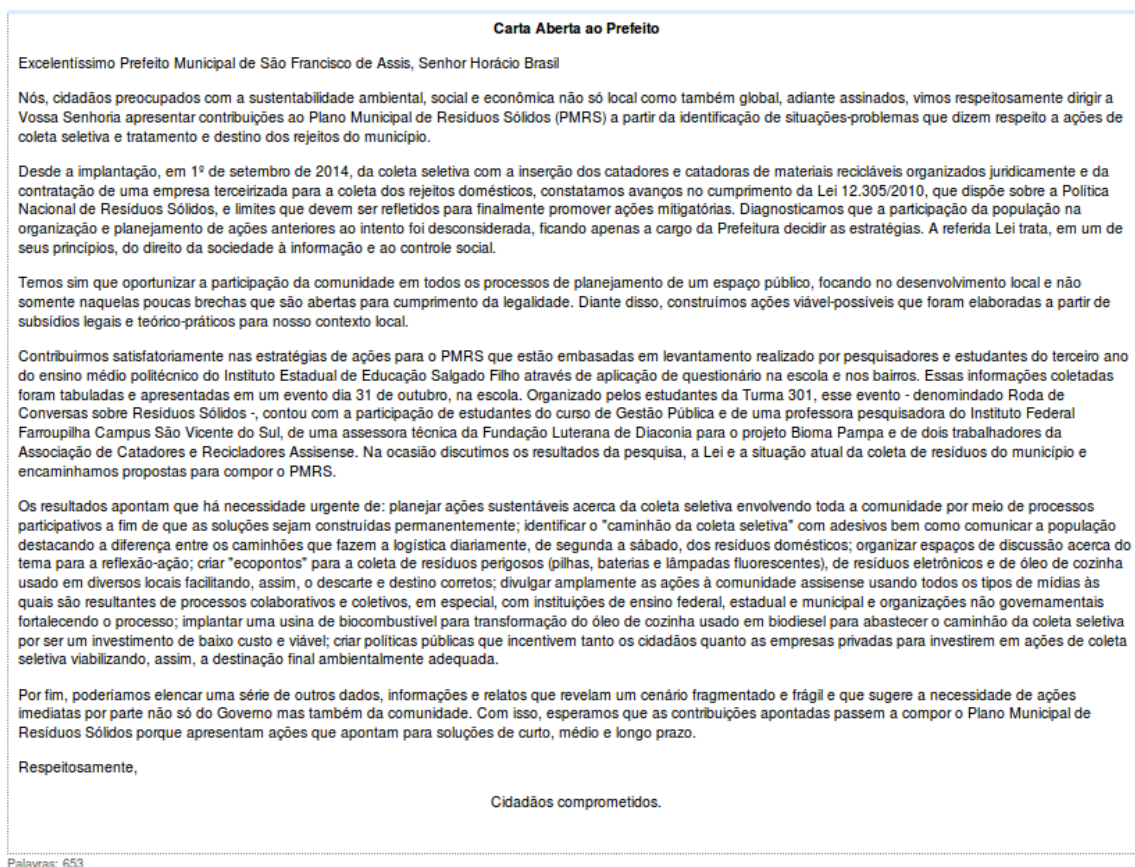 Carta Aberta ao Prefeito
Excelentíssimo Prefeito Municipal de São Francisco de Assis, Senhor Horácio Brasil
Nós, cidadãos preocupados com a sustentabilidade ambiental, social e econômica não só local como também global, adiante assinados, vimos respeitosamente dirigir a
Vossa Senhoria apresentar contribuições ao Plano Municipal de Resíduos Sólidos (PMRS) a partir da identificação de situações-problemas que dizem respeito a ações de
coleta seletiva e tratamento e destino dos rejeitos do município.
Desde a implantação, em 1º de setembro de 2014, da coleta seletiva com a inserção dos catadores e catadoras de materiais recicláveis organizados juridicamente e da
contratação de uma empresa terceirizada para a coleta dos rejeitos domésticos, constatamos avanços no cumprimento da Lei 12.305/2010, que dispõe sobre a Política
Nacional de Resíduos Sólidos, e limites que devem ser refletidos para finalmente promover ações mitigatórias. Diagnosticamos que a participação da população na
organização e planejamento de ações anteriores ao intento foi desconsiderada, ficando apenas a cargo da Prefeitura decidir as estratégias. A referida Lei trata, em um de
seus princípios, do direito da sociedade à informação e ao controle social.
Temos sim que oportunizar a participação da comunidade em todos os processos de planejamento de um espaço público, focando no desenvolvimento local e não
somente naquelas poucas brechas que são abertas para cumprimento da legalidade. Diante disso, construímos ações viável-possíveis que foram elaboradas a partir de
subsídios legais e teórico-práticos para nosso contexto local.
Contribuirmos satisfatoriamente nas estratégias de ações para o PMRS que estão embasadas em levantamento realizado por pesquisadores e estudantes do terceiro ano
do ensino médio politécnico do Instituto Estadual de Educação Salgado Filho através de aplicação de questionário na escola e nos bairros. Essas informações coletadas
foram tabuladas e apresentadas em um evento dia 31 de outubro, na escola. Organizado pelos estudantes da Turma 301, esse evento - denomindado Roda de
Conversas sobre Resíduos Sólidos -, contou com a participação de estudantes do curso de Gestão Pública e de uma professora pesquisadora do Instituto Federal
Farroupilha Campus São Vicente do Sul, de uma assessora técnica da Fundação Luterana de Diaconia para o projeto Bioma Pampa e de dois trabalhadores da
Associação de Catadores e Recicladores Assisense. Na ocasião discutimos os resultados da pesquisa, a Lei e a situação atual da coleta de resíduos do município e
encaminhamos propostas para compor o PMRS.
Os resultados apontam que há necessidade urgente de: planejar ações sustentáveis acerca da coleta seletiva envolvendo toda a comunidade por meio de processos
participativos a fim de que as soluções sejam construídas permanentemente; identificar o "caminhão da coleta seletiva" com adesivos bem como comunicar a população
destacando a diferença entre os caminhões que fazem a logística diariamente, de segunda a sábado, dos resíduos domésticos; organizar espaços de discussão acerca do
tema para a reflexão-ação; criar "ecopontos" para a coleta de resíduos perigosos (pilhas, baterias e lâmpadas fluorescentes), de resíduos eletrônicos e de óleo de cozinha
usado em diversos locais facilitando, assim, o descarte e destino corretos; divulgar amplamente as ações à comunidade assisense usando todos os tipos de mídias às
quais são resultantes de processos colaborativos e coletivos, em especial, com instituições de ensino federal, estadual e municipal e organizações não governamentais
fortalecendo o processo; implantar uma usina de biocombustível para transformação do óleo de cozinha usado em biodiesel para abastecer o caminhão da coleta seletiva
por ser um investimento de baixo custo e viável; criar políticas públicas que incentivem tanto os cidadãos quanto as empresas privadas para investirem em ações de coleta
seletiva viabilizando, assim, a destinação final ambientalmente adequada.
Por fim, poderíamos elencar uma série de outros dados, informações e relatos que revelam um cenário fragmentado e frágil e que sugere a necessidade de ações
imediatas por parte não só do Governo mas também da comunidade. Com isso, esperamos que as contribuições apontadas passem a compor o Plano Municipal de
Resíduos Sólidos porque apresentam ações que apontam para soluções de curto, médio e longo prazo.
Respeitosamente,
Cidadãos comprometidos.
Palavras: 653